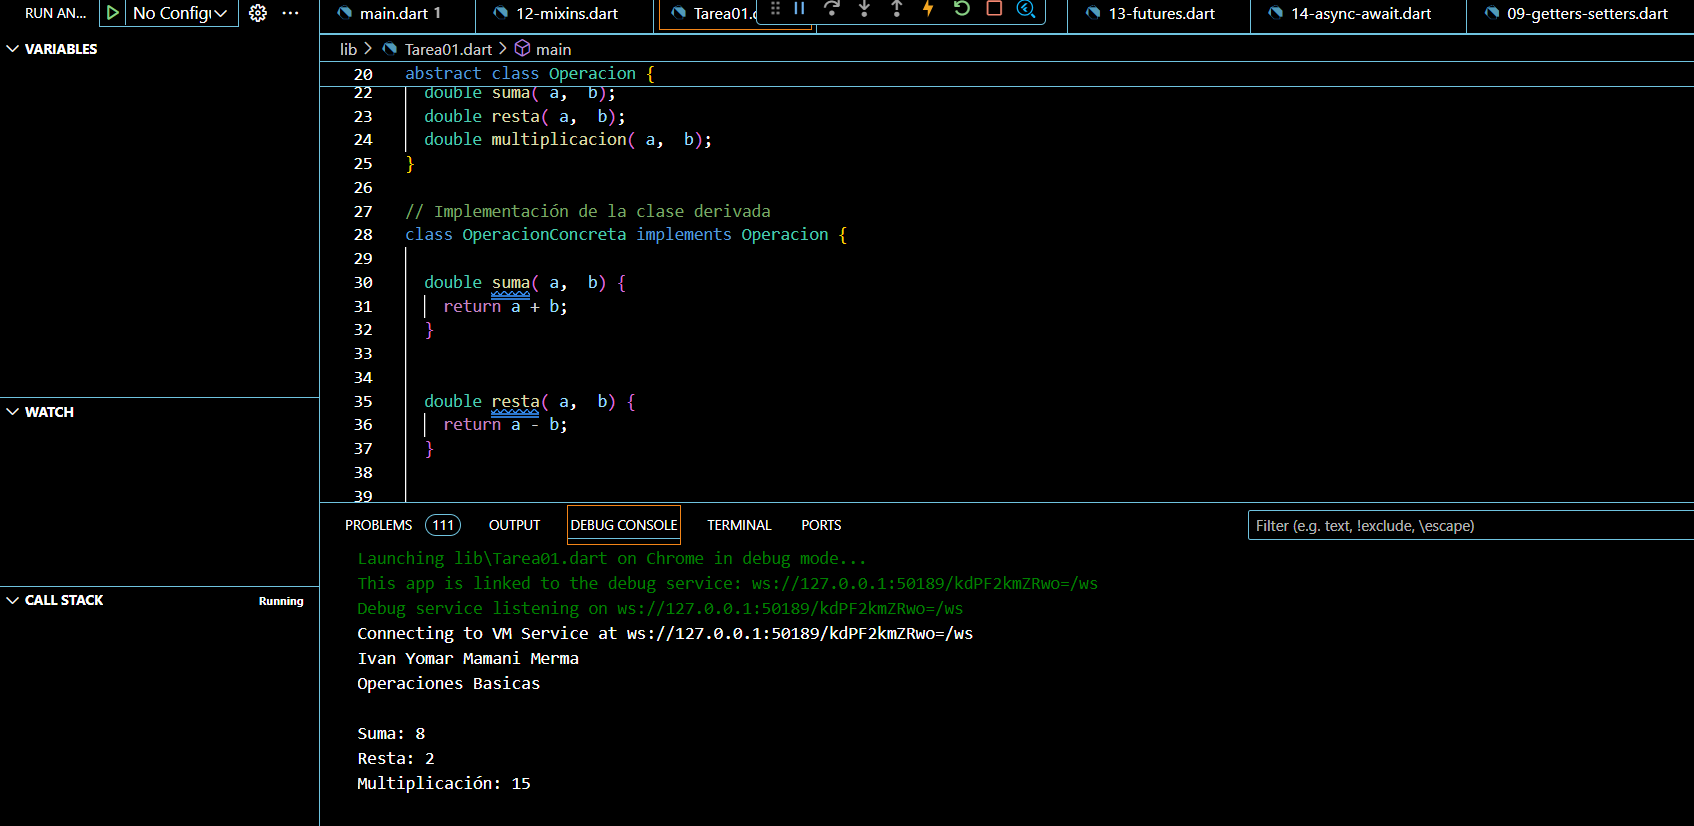 RUN AN... No Config ...
main.dart 1 12-mixins.dart Tarea01. 13-futures.dart 14-async-await.dart 09-getters-setters.dart
VARIABLES
WATCH
CALL STACK Running
lib > Tarea01.dart > main
20 abstract class Operacion {
22 double suma( a,  b);
23 double resta( a,  b);
24 double multiplicacion( a,  b);
25 }
26
27 // Implementación de la clase derivada
28 class OperacionConcreta implements Operacion {
29
30 double suma( a,  b) {
31 return a + b;
32 }
33
34
35 double resta( a,  b) {
36 return a - b;
37 }
38
39
PROBLEMS 111 OUTPUT DEBUG CONSOLE TERMINAL PORTS Filter (e.g. text, !exclude, \escape)
Launching lib\Tarea01.dart on Chrome in debug mode...
This app is linked to the debug service: ws://127.0.0.1:50189/kdPF2kmZRwo=/ws
Debug service listening on ws://127.0.0.1:50189/kdPF2kmZRwo=/ws
Connecting to VM Service at ws://127.0.0.1:50189/kdPF2kmZRwo=/ws
Ivan Yomar Mamani Merma
Operaciones Basicas
Suma: 8
Resta: 2
Multiplicación: 15